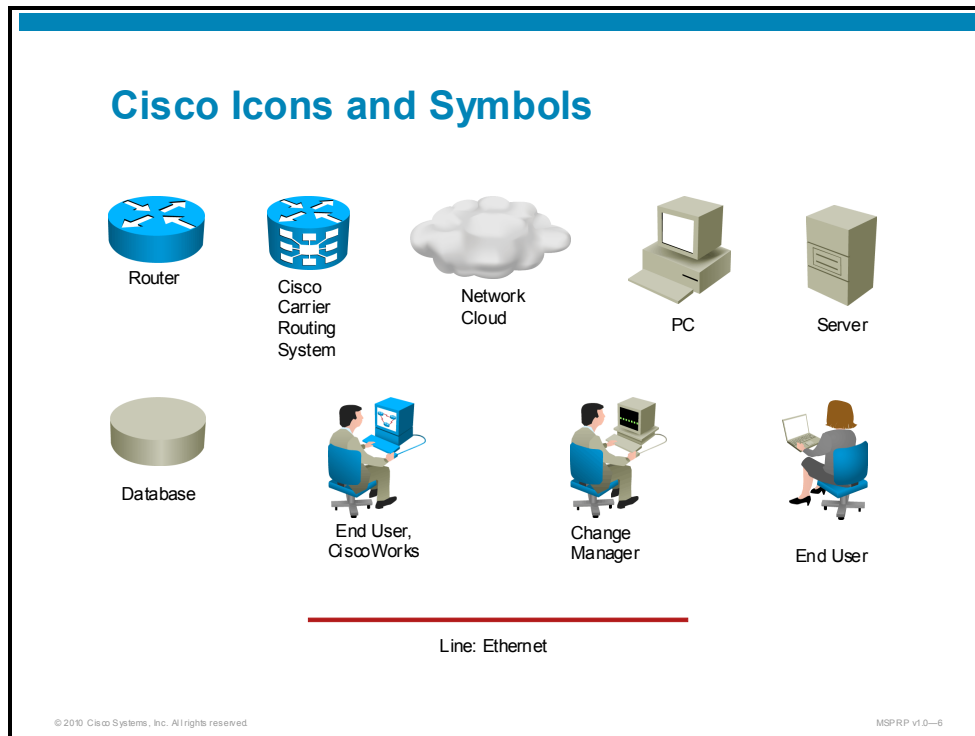 Cisco Icons and Symbols
Router
Cisco
Carrier
Routing
System
Network
Cloud
PC
Server
Database
End User,
CiscoWorks
Change
Manager
End User
Line: Ethernet
© 2010 Cisco Systems, Inc. All rights reserved.
MSPRP v1.0—6